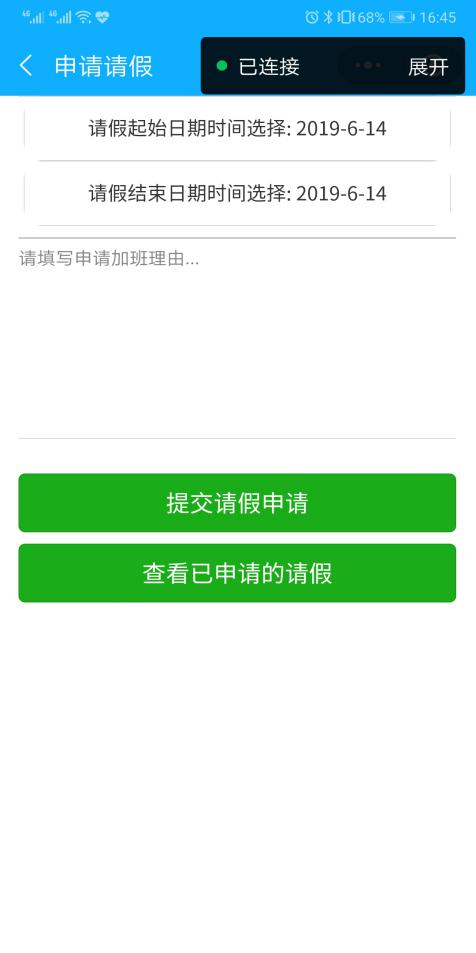 4G 4G 68% 16:45
申请请假
已连接 展开
请假起始日期时间选择: 2019-6-14
请假结束日期时间选择: 2019-6-14
请填写申请加班理由...
提交请假申请
查看已申请的请假